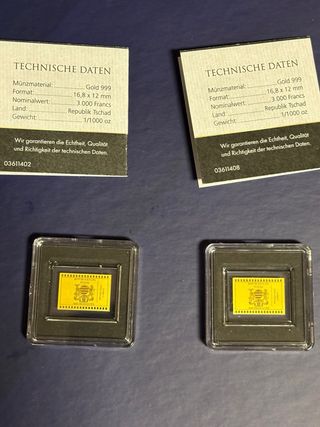 TECHNISCHE DATEN
Münzmaterial: Gold 999
Format: 16,8 x 12 mm
Nominalwert: 3 000 Francs
Land: Republik Tschad
Gewicht: 1/1000 oz
Wir garantieren die Echtheit, Qualität
und Richtigkeit der technischen Daten.
03611402
TECHNISCHE DATEN
Münzmaterial: Gold 999
Format: 16,8 x 12 mm
Nominalwert: 3 000 Francs
Land: Republik Tschad
Gewicht: 1/1000 oz
Wir garantieren die Echtheit, Qualität
und Richtigkeit der technischen Daten.
03611408